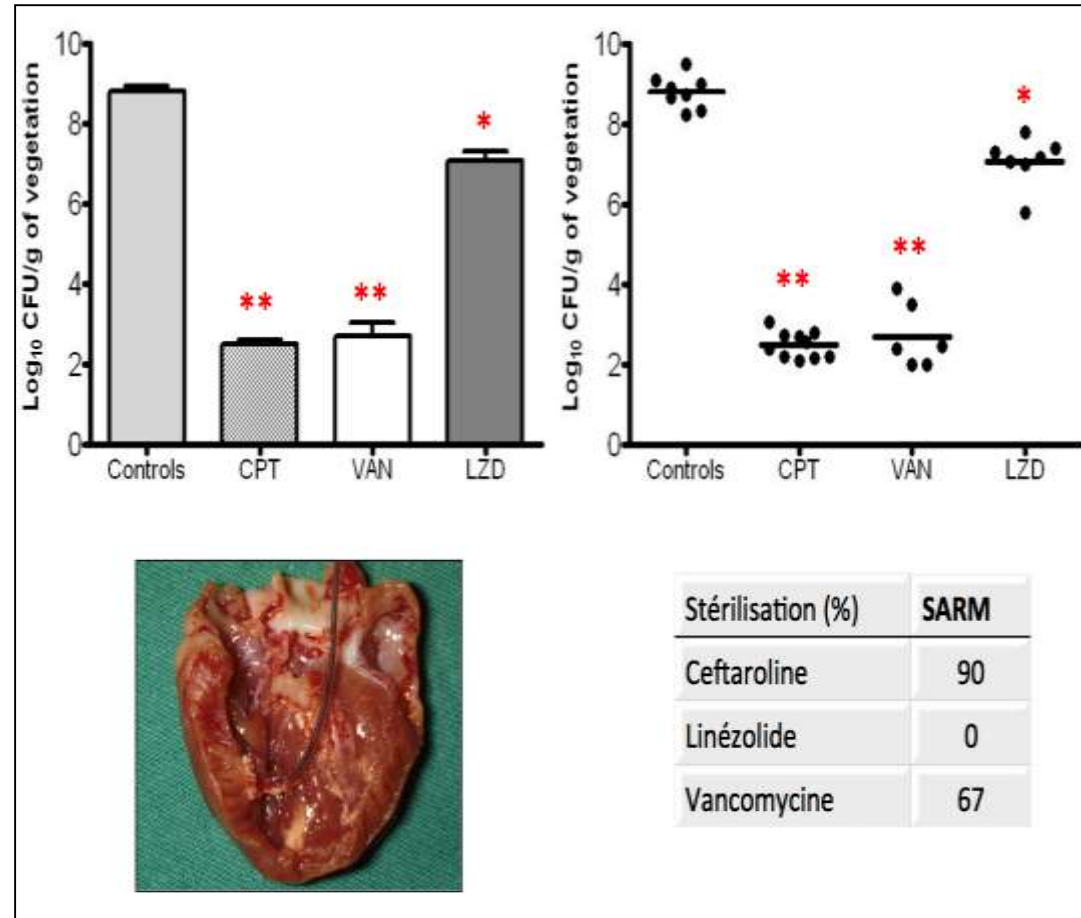 Log₁₀ CFU/g of vegetation
10
8
6
4
2
0
*
**
**
Controls CPT VAN LZD
Log₁₀ CFU/g of vegetation
10
8
6
4
2
0
*
**
**
Controls CPT VAN LZD
Stérilisation (%) SARM
Ceftaroline 90
Linézolide 0
Vancomycine 67